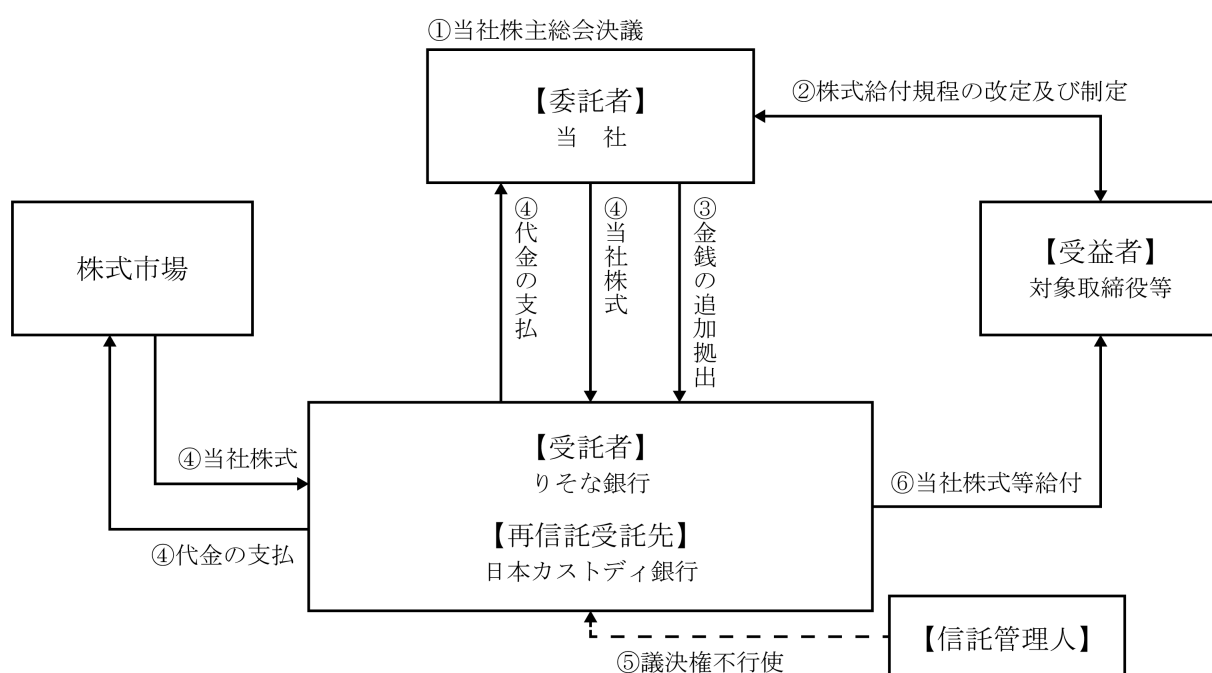 ①当社株主総会決議
【委託者】
当 社
②株式給付規程の改定及び制定
株式市場
④代金の支払
④当社株式
③金銭の追加拠出
【受益者】
対象取締役等
④当社株式
④代金の支払
【受託者】
りそな銀行
【再信託受託先】
日本カストディ銀行
⑥当社株式等給付
【信託管理人】
⑤議決権不行使